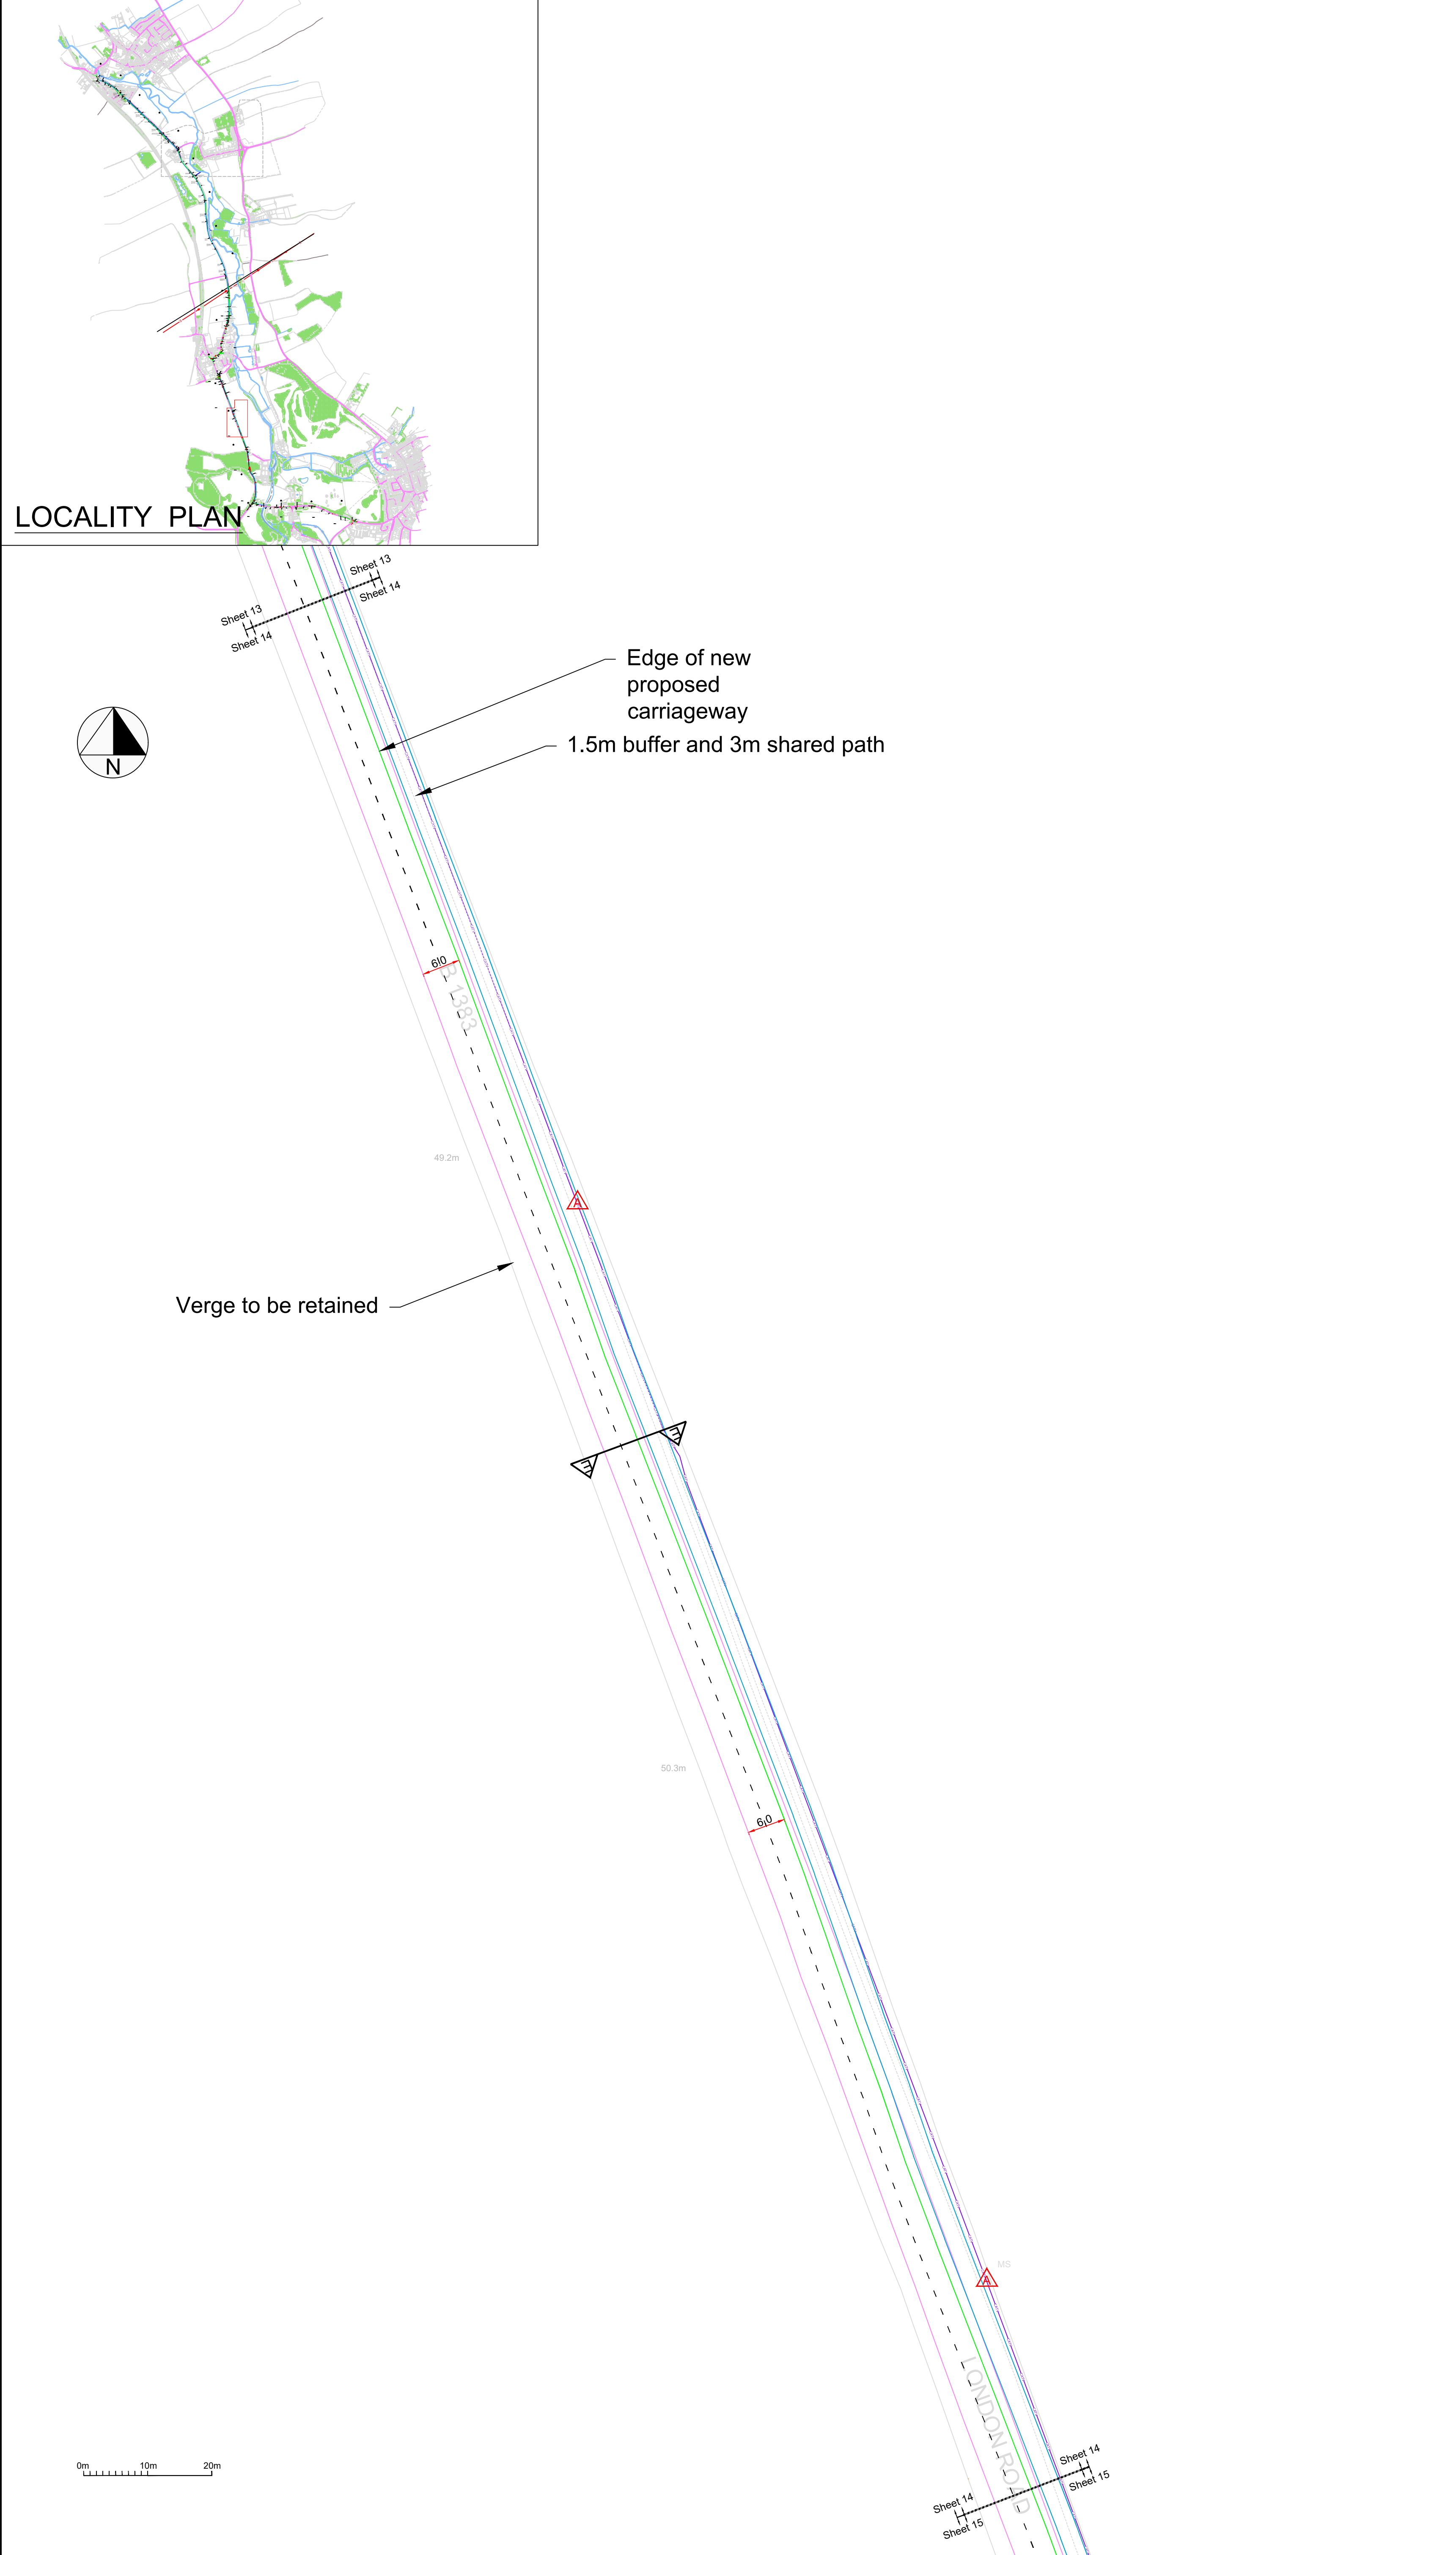 LOCALITY PLAN
Sheet 13
Sheet 14
Sheet 13
Sheet 14
Edge of new
proposed
carriageway
1.5m buffer and 3m shared path
N
6.0
B 1383
49.2m
A
Verge to be retained
E
E
50.3m
6.0
MS
A
LONDON ROAD
0m 10m 20m
Sheet 14
Sheet 15
Sheet 14
Sheet 15